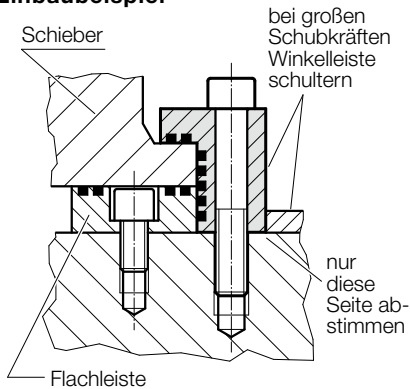 Einbaubeispiel
bei großen
Schubkräften
Winkelleiste
schultern
Schieber
nur
diese
Seite ab-
stimmen
Flachleiste